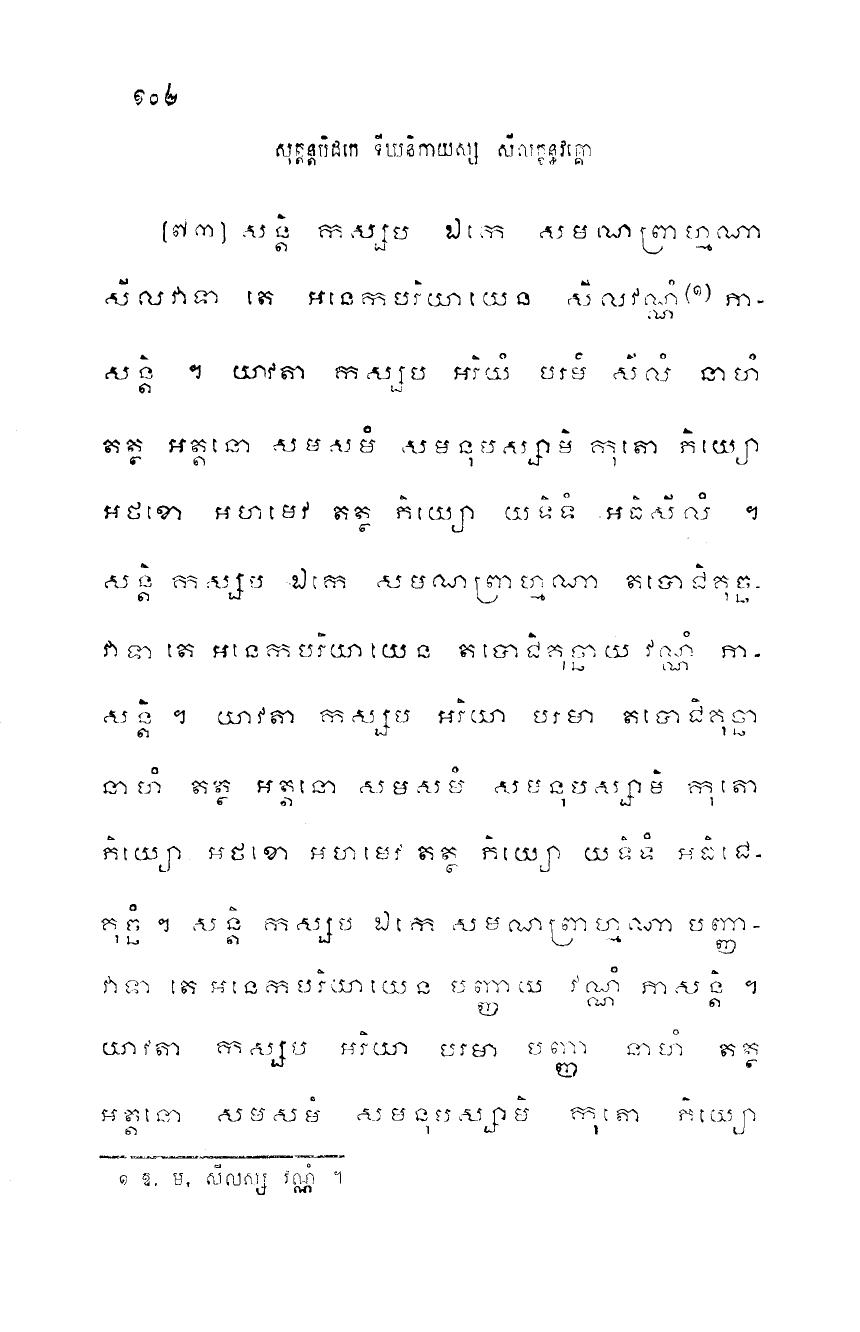 ១០២
សុត្តន្តបិដកេ ទីឃនិកាយស្ស សីលក្ខន្ធវគ្គោ
[៧៣] សន្តិ កស្សប ឯកេ សមណព្រាហ្មណា
សីលវាទា តេ អនេកបរិយាយេន សីលវណ្ណំ(១) ភា-
សន្តិ ។ យាវតា កស្សប អរិយំ បរមំ សីលំ នាហំ
តត្ថ អត្តនោ សមសមំ សមនុបស្សាមិ កុតោ ភិយ្យោ
អថខោ អហមេវ តត្ថ ភិយ្យោ យទិទំ អធិសីលំ ។
សន្តិ កស្សប ឯកេ សមណព្រាហ្មណា តបោជិគុច្ឆ-
វាទា តេ អនេកបរិយាយេន តបោជិគុច្ឆាយ វណ្ណំ ភា-
សន្តិ ។ យាវតា កស្សប អរិយា បរមា តបោជិគុច្ឆា
នាហំ តត្ថ អត្តនោ សមសមំ សមនុបស្សាមិ កុតោ
ភិយ្យោ អថខោ អហមេវ តត្ថ ភិយ្យោ យទិទំ អធិជេ-
គុច្ឆំ ។ សន្តិ កស្សប ឯកេ សមណព្រាហ្មណា បញ្ញា-
វាទា តេ អនេកបរិយាយេន បញ្ញាយ វណ្ណំ ភាសន្តិ ។
យាវតា កស្សប អរិយា បរមា បញ្ញា នាហំ តត្ថ
អត្តនោ សមសមំ សមនុបស្សាមិ កុតោ ភិយ្យោ
១ ឱ. ម, សីលស្ស វណ្ណំ ។